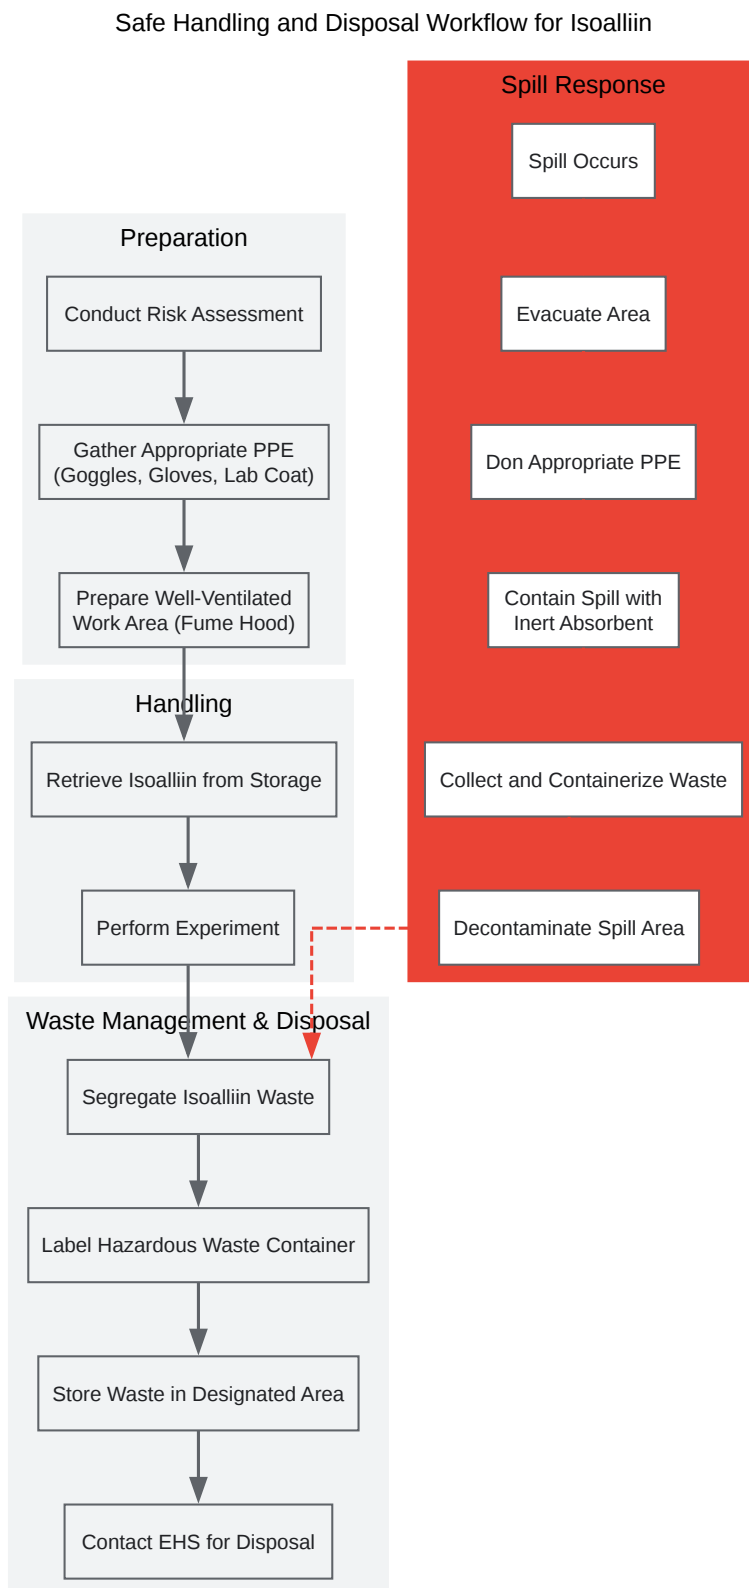 Safe Handling and Disposal Workflow for Isoalliin
Preparation
Conduct Risk Assessment
Gather Appropriate PPE
(Goggles, Gloves, Lab Coat)
Prepare Well-Ventilated
Work Area (Fume Hood)
Handling
Retrieve Isoalliin from Storage
Perform Experiment
Waste Management & Disposal
Segregate Isoalliin Waste
Label Hazardous Waste Container
Store Waste in Designated Area
Contact EHS for Disposal
Spill Response
Spill Occurs
Evacuate Area
Don Appropriate PPE
Contain Spill with
Inert Absorbent
Collect and Containerize Waste
Decontaminate Spill Area